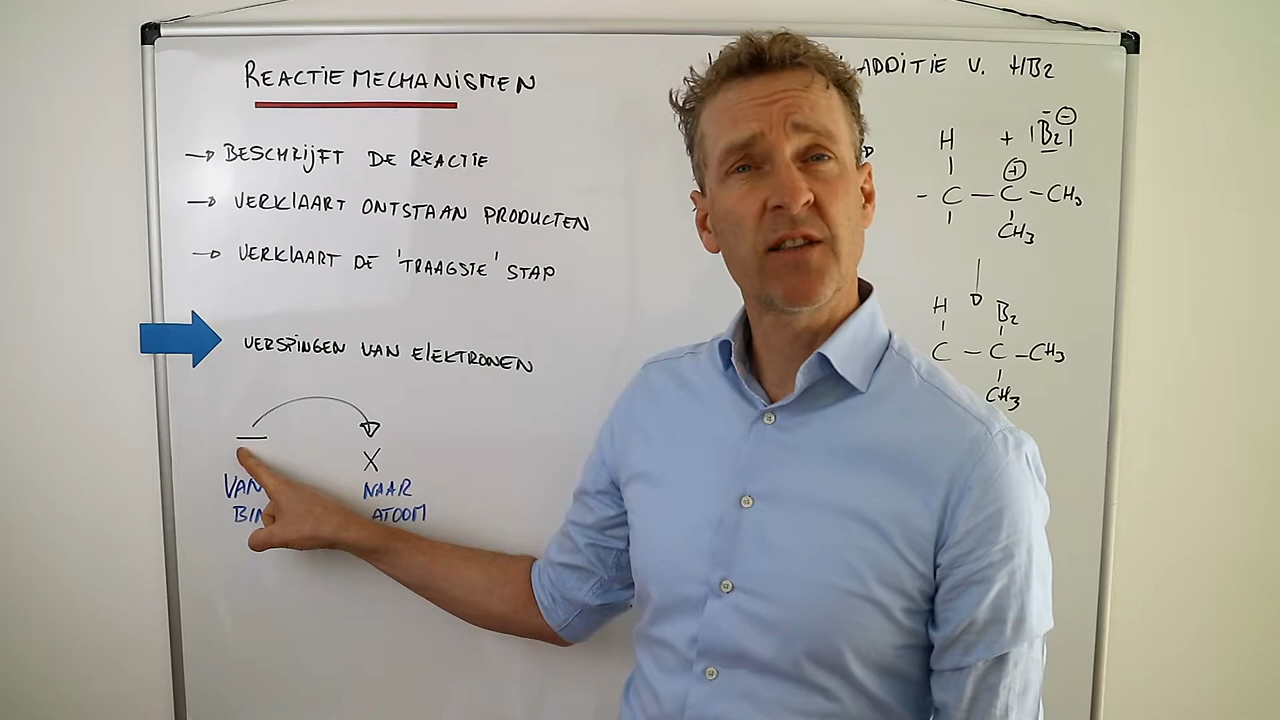 REACTIEMECHANISMEN
→ BESCHRIJFT DE REACTIE
→ VERKLAART ONTSTAAN PRODUCTEN
→ VERKLAART DE 'TRAAGSTE' STAP
VERSPINGEN VAN ELEKTRONEN
X
VAN NAAR
ATOOM
ADDITIE V. HBr
H + |Br| ⊖
⊕
- C - C - CH3
CH3
H Br
C - C - CH3
CH3